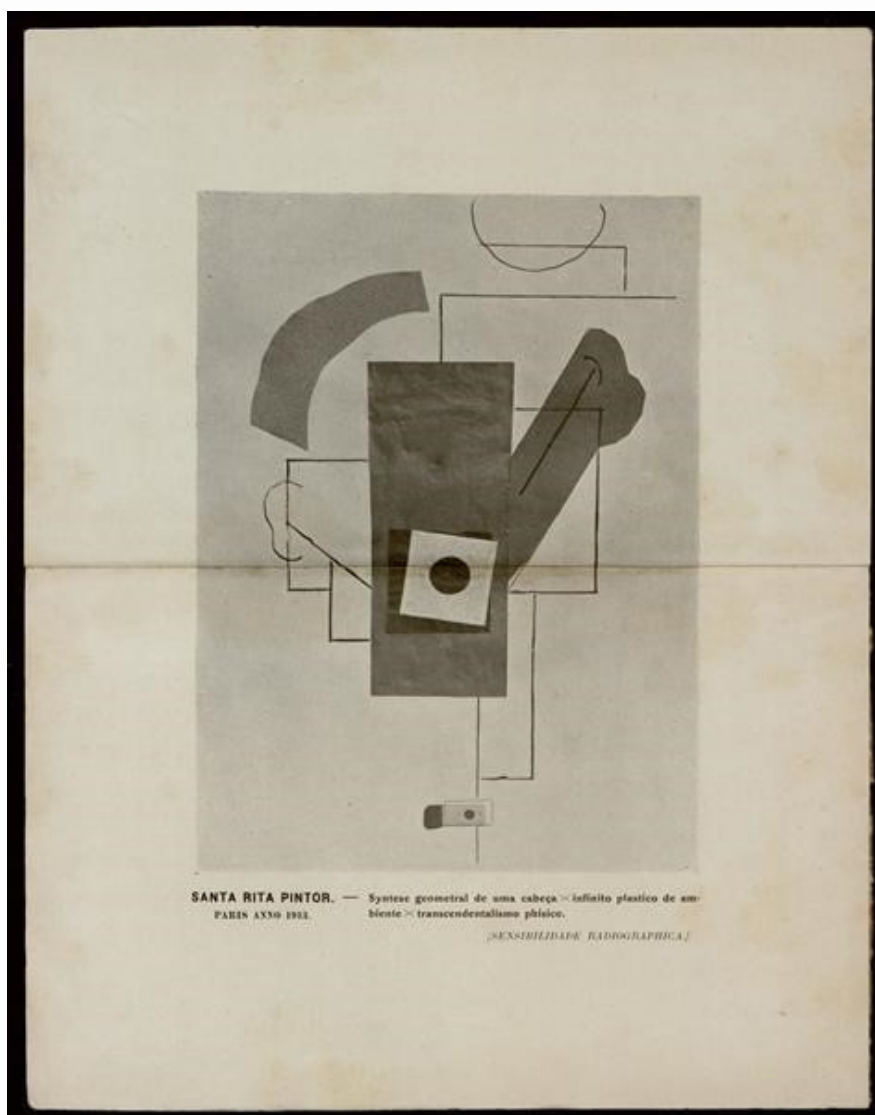 SANTA RITA PINTOR. — Syntese geometral de uma cabeça × infinito plastico de am-
PARIS ANNO 1913. biente × transcendentalismo phisico.
[SENSIBILIDADE RADIOGRAPHICA.]